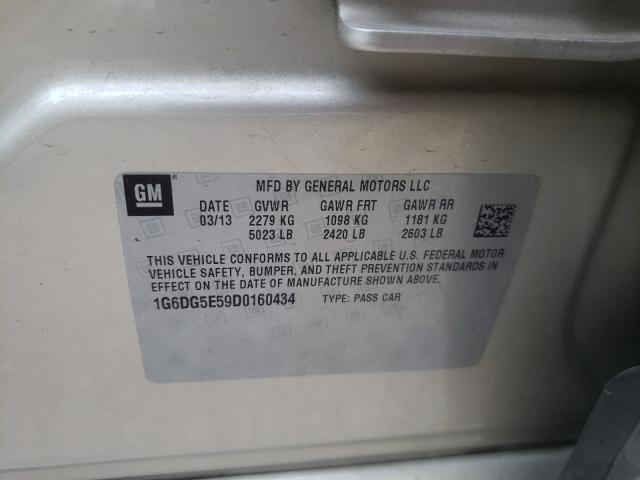 GM
MFD BY GENERAL MOTORS LLC
DATE GVWR GAWR FRT GAWR RR
03/13 2279 KG 1098 KG 1181 KG
5023 LB 2420 LB 2603 LB
THIS VEHICLE CONFORMS TO ALL APPLICABLE U.S. FEDERAL MOTOR
VEHICLE SAFETY, BUMPER, AND THEFT PREVENTION STANDARDS IN
EFFECT ON THE DATE OF MANUFACTURE SHOWN ABOVE.
1G6DG5E59D0160434 TYPE: PASS CAR